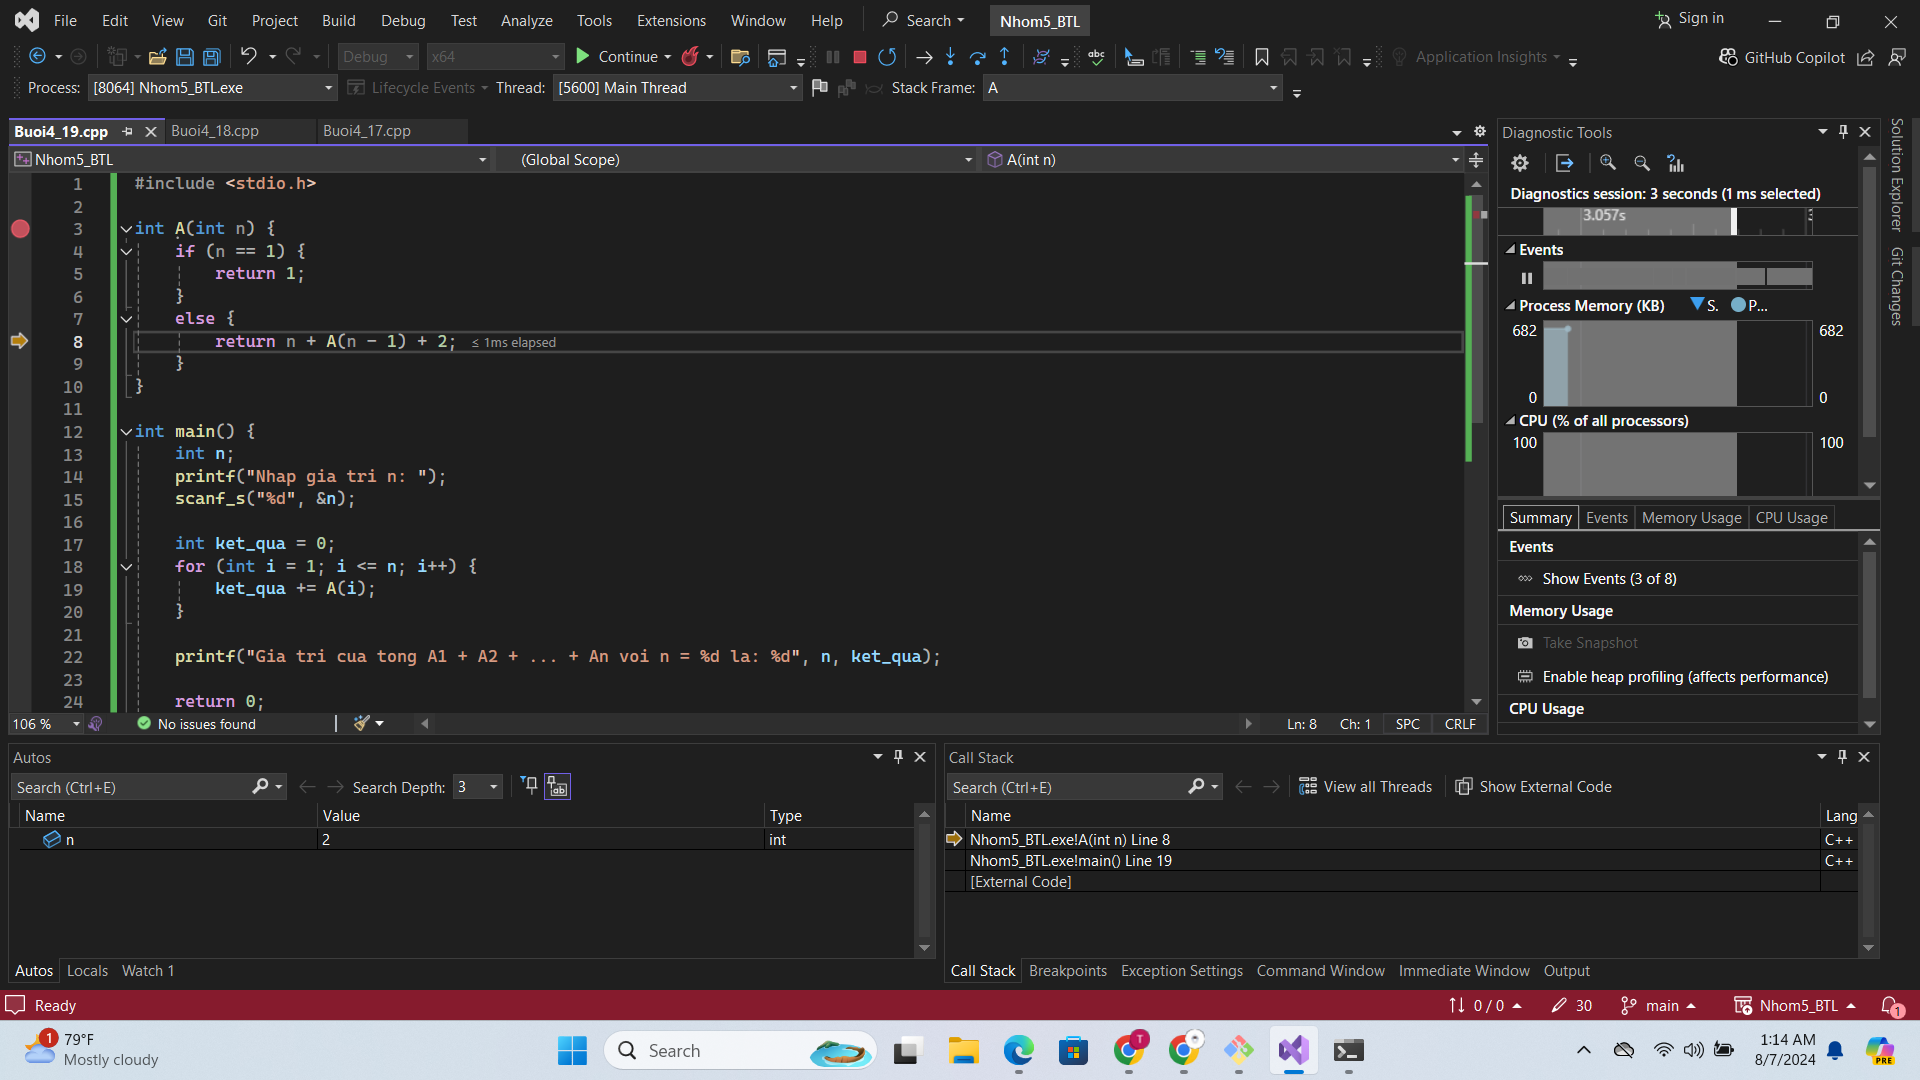 File Edit View Git Project Build Debug Test Analyze Tools Extensions Window Help Search Nhom5_BTL Sign in
Debug x64 Continue abc Application Insights GitHub Copilot
Process: [8064] Nhom5_BTL.exe Lifecycle Events Thread: [5600] Main Thread Stack Frame: A
Buoi4_19.cpp Buoi4_18.cpp Buoi4_17.cpp
Nhom5_BTL (Global Scope) A(int n)
1 #include <stdio.h>
2
3 int A(int n) {
4 if (n == 1) {
5 return 1;
6 }
7 else {
8 return n + A(n - 1) + 2; ≤ 1ms elapsed
9 }
10 }
11
12 int main() {
13 int n;
14 printf("Nhap gia tri n: ");
15 scanf_s("%d", &n);
16
17 int ket_qua = 0;
18 for (int i = 1; i <= n; i++) {
19 ket_qua += A(i);
20 }
21
22 printf("Gia tri cua tong A1 + A2 + ... + An voi n = %d la: %d", n, ket_qua);
23
24 return 0;
106 % No issues found Ln: 8 Ch: 1 SPC CRLF
Diagnostic Tools
Diagnostics session: 3 seconds (1 ms selected)
3.057s
Events
Process Memory (KB) S. P...
682 682
0 0
CPU (% of all processors)
100 100
Summary Events Memory Usage CPU Usage
Events
Show Events (3 of 8)
Memory Usage
Take Snapshot
Enable heap profiling (affects performance)
CPU Usage
Solution Explorer
Git Changes
Autos
Search (Ctrl+E) Search Depth: 3
Name Value Type
n 2 int
Autos Locals Watch 1
Call Stack
Search (Ctrl+E) View all Threads Show External Code
Name Lang
Nhom5_BTL.exe!A(int n) Line 8 C++
Nhom5_BTL.exe!main() Line 19 C++
[External Code]
Call Stack Breakpoints Exception Settings Command Window Immediate Window Output
Ready 0 / 0 30 main Nhom5_BTL 1
1 79°F
Mostly cloudy
Search
T
PRE
1:14 AM
8/7/2024